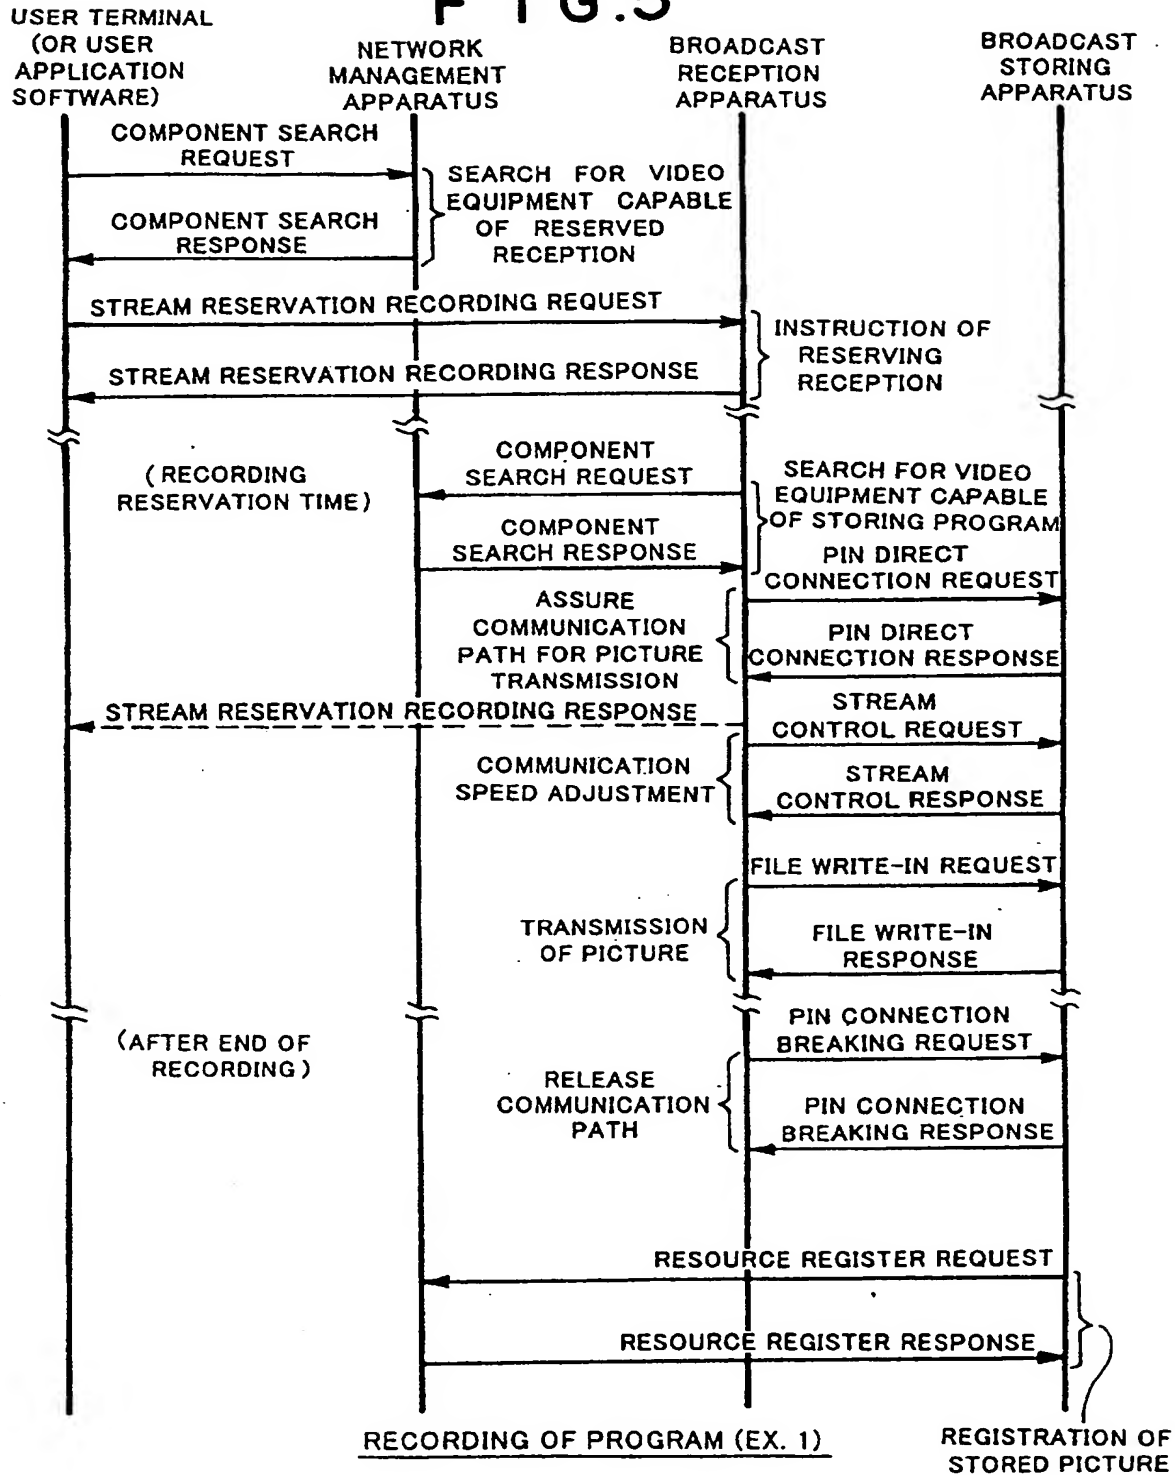 FIG.5
USER TERMINAL
(OR USER
APPLICATION
SOFTWARE)
NETWORK
MANAGEMENT
APPARATUS
BROADCAST
RECEPTION
APPARATUS
BROADCAST
STORING
APPARATUS
COMPONENT SEARCH
REQUEST
SEARCH FOR VIDEO
EQUIPMENT CAPABLE
OF RESERVED
RECEPTION
COMPONENT SEARCH
RESPONSE
STREAM RESERVATION RECORDING REQUEST
INSTRUCTION OF
RESERVING
RECEPTION
STREAM RESERVATION RECORDING RESPONSE
(RECORDING
RESERVATION TIME)
COMPONENT
SEARCH REQUEST
SEARCH FOR VIDEO
EQUIPMENT CAPABLE
OF STORING PROGRAM
COMPONENT
SEARCH RESPONSE
PIN DIRECT
CONNECTION REQUEST
ASSURE
COMMUNICATION
PATH FOR PICTURE
TRANSMISSION
PIN DIRECT
CONNECTION RESPONSE
STREAM RESERVATION RECORDING RESPONSE
STREAM
CONTROL REQUEST
COMMUNICATION
SPEED ADJUSTMENT
STREAM
CONTROL RESPONSE
FILE WRITE-IN REQUEST
TRANSMISSION
OF PICTURE
FILE WRITE-IN
RESPONSE
(AFTER END OF
RECORDING)
PIN CONNECTION
BREAKING REQUEST
RELEASE
COMMUNICATION
PATH
PIN CONNECTION
BREAKING RESPONSE
RESOURCE REGISTER REQUEST
RESOURCE REGISTER RESPONSE
REGISTRATION OF
STORED PICTURE
RECORDING OF PROGRAM (EX. 1)